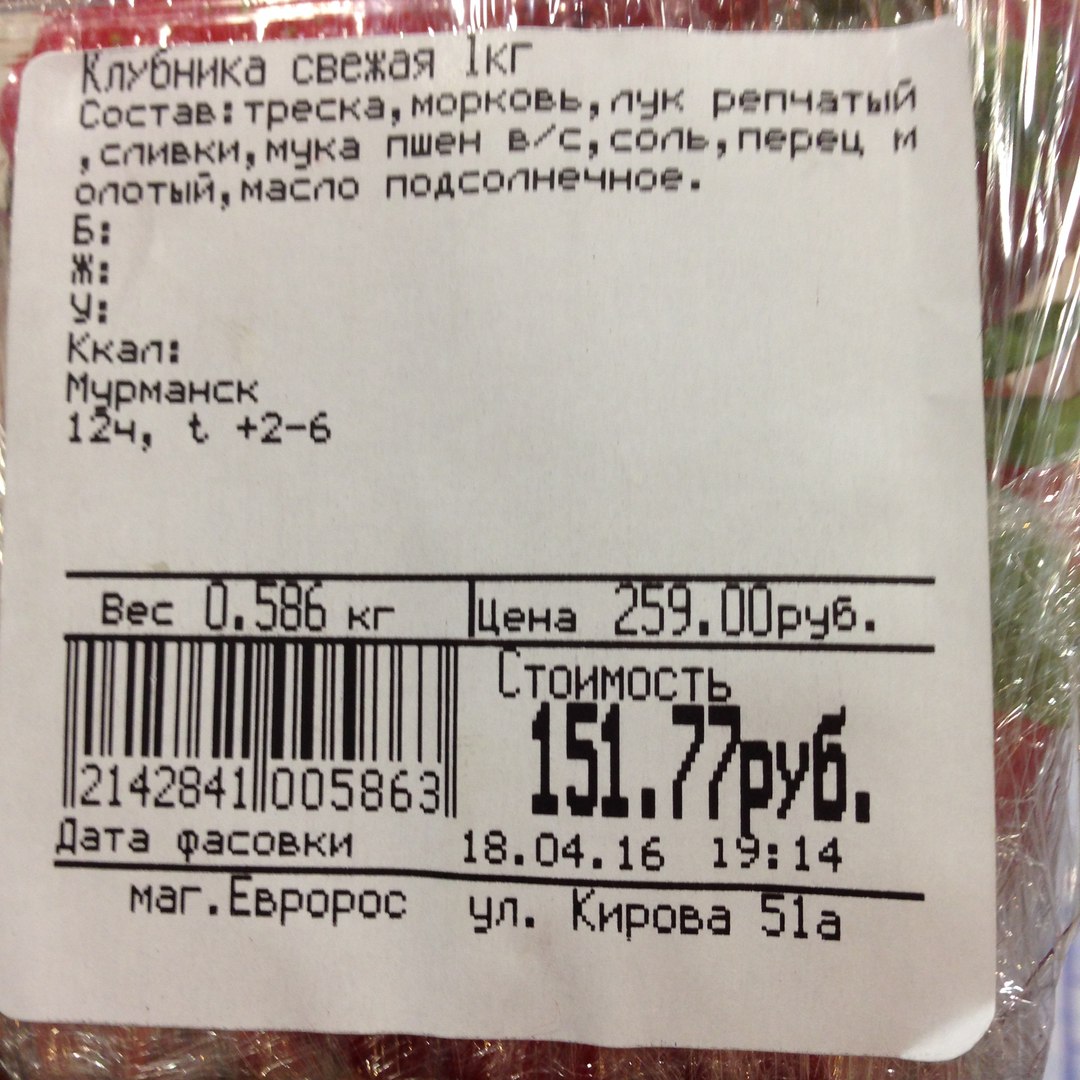 Клубника свежая 1кг
Состав:треска,морковь,лук репчатый
,сливки,мука пшен в/с,соль,перец м
олотый,масло подсолнечное.
Б:
Ж:
У:
Ккал:
Мурманск
12ч, t +2-6
Вес 0.586 кг Цена 259.00руб.
Стоимость
151.77руб.
2142841 005863
Дата фасовки 18.04.16 19:14
маг.Евророс ул. Кирова 51а